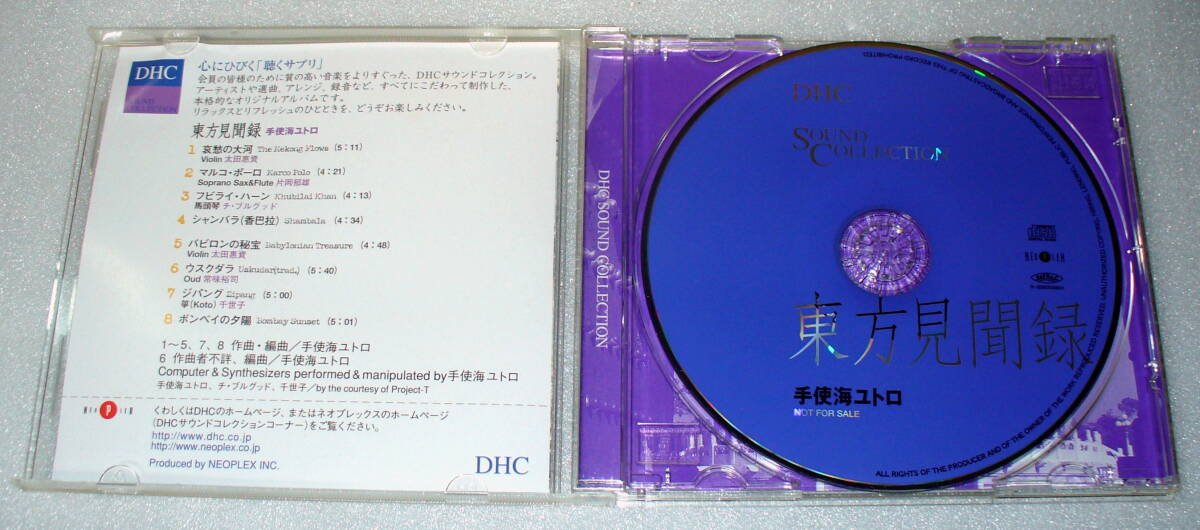 DHC
SOUND
COLLECTION
心にひびく「聴くサプリ」
会員の皆様のために質の高い音楽をよりすぐった、DHCサウンドコレクション。
アーティストや選曲、アレンジ、録音など、すべてにこだわって制作した、
本格的なオリジナルアルバムです。
リラックスとリフレッシュのひとときを、どうぞお楽しみください。
東方見聞録 手使海ユトロ
1 哀愁の大河 The Mekong Flows (5:11)
Violin 太田惠資
2 マルコ・ポーロ Marco Polo (4:21)
Soprano Sax&Flute 片岡郁雄
3 フビライ・ハーン Khubilai Khan (4:13)
馬頭琴 チ・ブルグッド
4 シャンバラ(香巴拉) Shambala (4:34)
5 バビロンの秘宝 Babylonian Treasure (4:48)
Violin 太田惠資
6 ウスクダラ Uskudar(trad.) (5:40)
Oud 常味裕司
7 ジパング Zipang (5:00)
箏(Koto) 千世子
8 ボンベイの夕陽 Bombay Sunset (5:01)
1〜5、7、8 作曲・編曲／手使海ユトロ
6 作曲者不詳、編曲／手使海ユトロ
Computer & Synthesizers performed & manipulated by 手使海ユトロ
手使海ユトロ、チ・ブルグッド、千世子／by the courtesy of Project-T
NEOPLEX
くわしくはDHCのホームページ、またはネオプレックスのホームページ
(DHCサウンドコレクションコーナー)をご覧ください。
http://www.dhc.co.jp
http://www.neoplex.co.jp
Produced by NEOPLEX INC.
DHC
DHC SOUND COLLECTION
DHC
SOUND
COLLECTION
NEOPLEX
東方見聞録
手使海ユトロ
NOT FOR SALE
ALL RIGHTS OF THE PRODUCER AND OF THE OWNER OF THE WORK REPRODUCED RESERVED. UNAUTHORIZED COPYING, HIRING, LENDING, PUBLIC PERFORMANCE AND BROADCASTING OF THIS RECORD PROHIBITED.